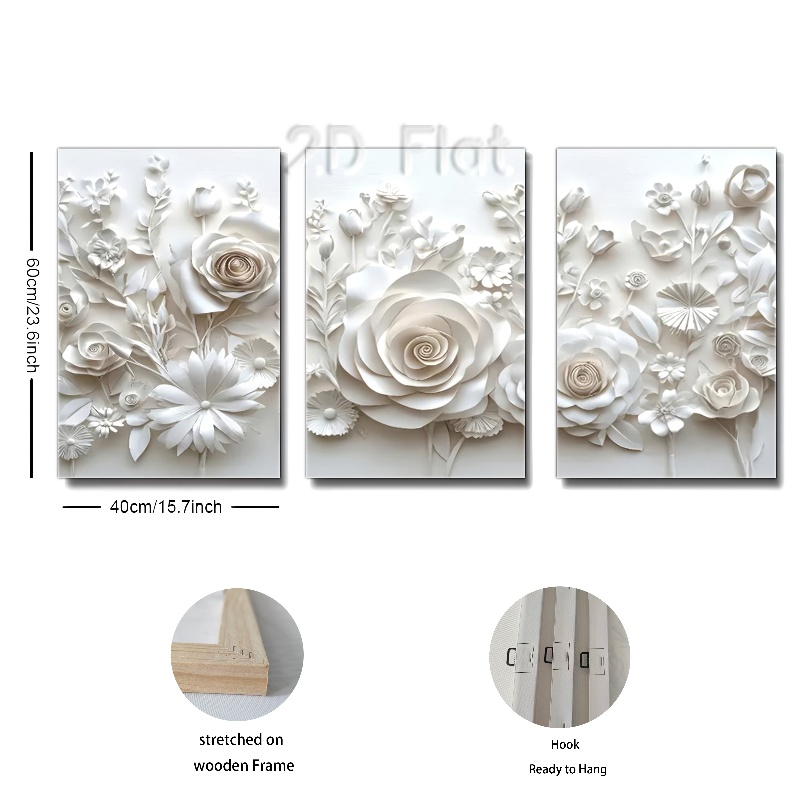 2D Flat
60cm/23.6inch
40cm/15.7inch
stretched on
wooden Frame
Hook
Ready to Hang